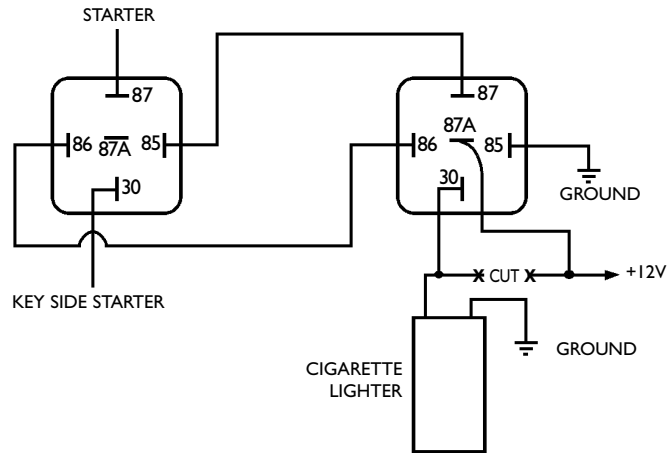 STARTER
87
86
87A
85
30
KEY SIDE STARTER
87
87A
86
85
30
GROUND
X CUT X
+12V
GROUND
CIGARETTE
LIGHTER